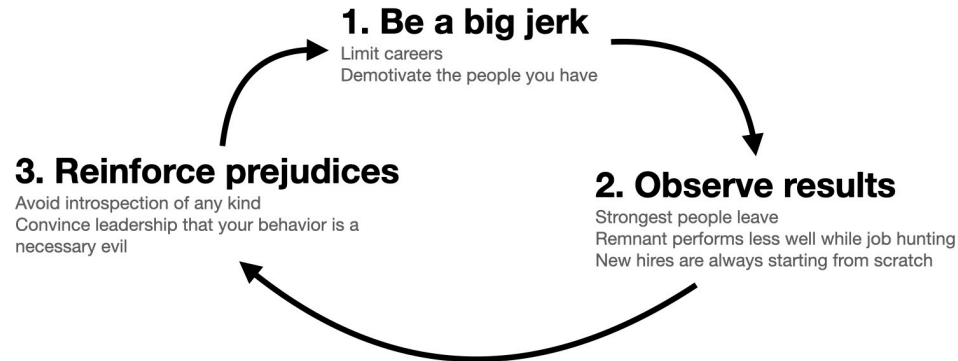 1. Be a big jerk
Limit careers
Demotivate the people you have
3. Reinforce prejudices
Avoid introspection of any kind
Convince leadership that your behavior is a
necessary evil
2. Observe results
Strongest people leave
Remnant performs less well while job hunting
New hires are always starting from scratch